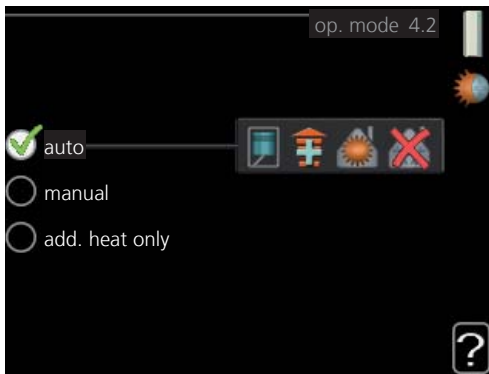 op. mode 4.2
auto
manual
add. heat only
?